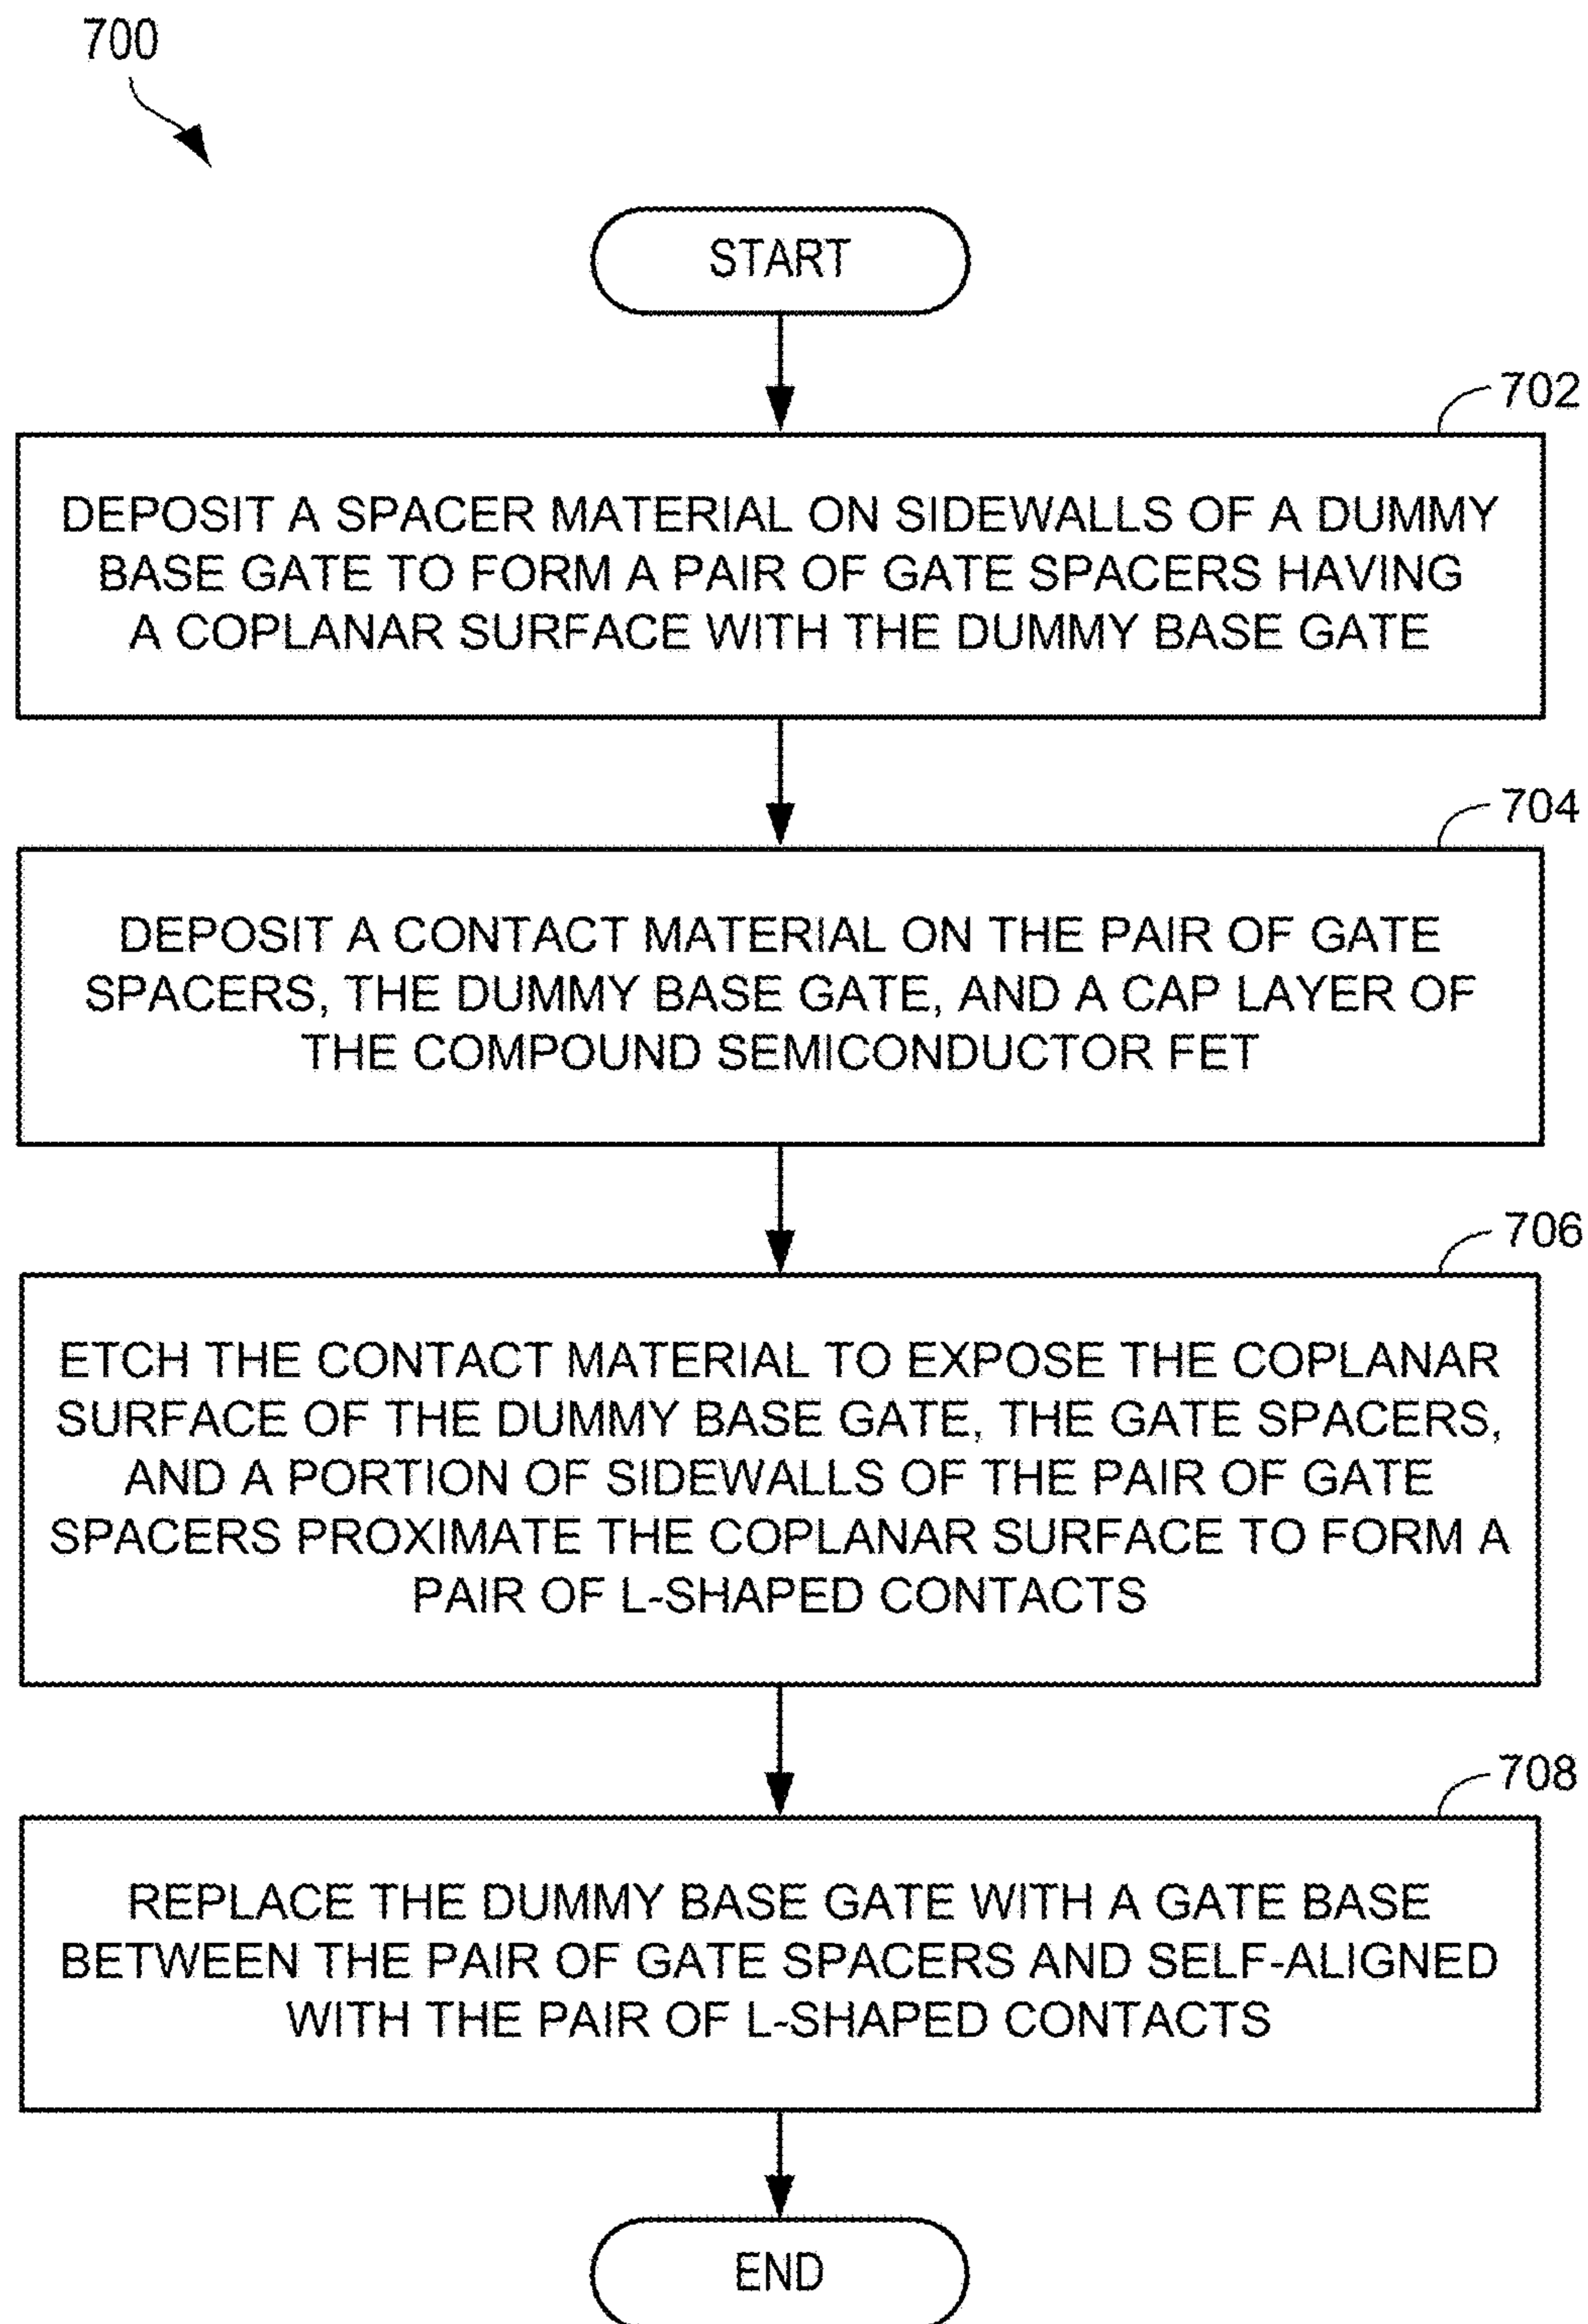 700
START
702
DEPOSIT A SPACER MATERIAL ON SIDEWALLS OF A DUMMY
BASE GATE TO FORM A PAIR OF GATE SPACERS HAVING
A COPLANAR SURFACE WITH THE DUMMY BASE GATE
704
DEPOSIT A CONTACT MATERIAL ON THE PAIR OF GATE
SPACERS, THE DUMMY BASE GATE, AND A CAP LAYER OF
THE COMPOUND SEMICONDUCTOR FET
706
ETCH THE CONTACT MATERIAL TO EXPOSE THE COPLANAR
SURFACE OF THE DUMMY BASE GATE, THE GATE SPACERS,
AND A PORTION OF SIDEWALLS OF THE PAIR OF GATE
SPACERS PROXIMATE THE COPLANAR SURFACE TO FORM A
PAIR OF L-SHAPED CONTACTS
708
REPLACE THE DUMMY BASE GATE WITH A GATE BASE
BETWEEN THE PAIR OF GATE SPACERS AND SELF-ALIGNED
WITH THE PAIR OF L-SHAPED CONTACTS
END